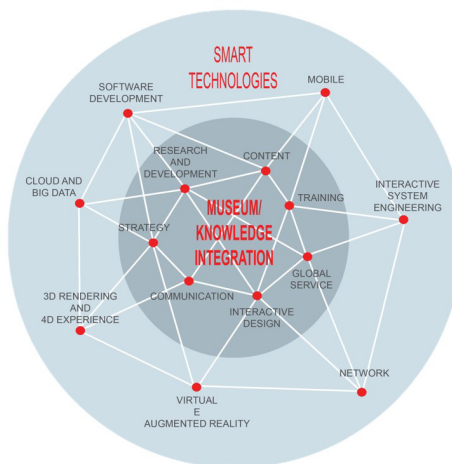 SMART
TECHNOLOGIES
MOBILE
SOFTWARE
DEVELOPMENT
RESEARCH
AND
DEVELOPMENT
CONTENT
CLOUD AND
BIG DATA
TRAINING
INTERACTIVE
SYSTEM
ENGINEERING
MUSEUM/
KNOWLEDGE
INTEGRATION
STRATEGY
GLOBAL
SERVICE
3D RENDERING
AND
4D EXPERIENCE
COMMUNICATION
INTERACTIVE
DESIGN
NETWORK
VIRTUAL
E
AUGMENTED REALITY